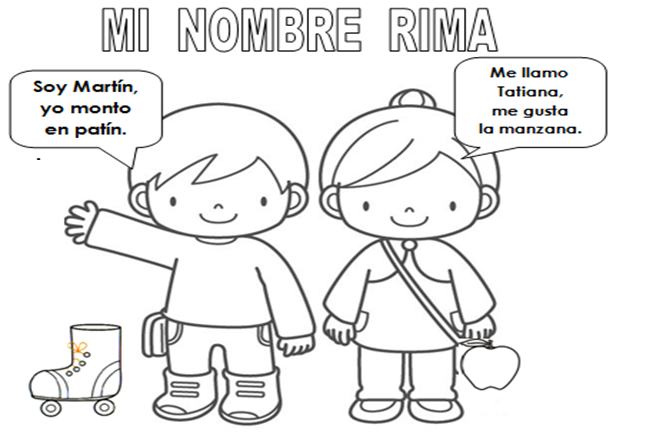 MI NOMBRE RIMA
Soy Martín,
yo monto
en patín.
Me llamo
Tatiana,
me gusta
la manzana.